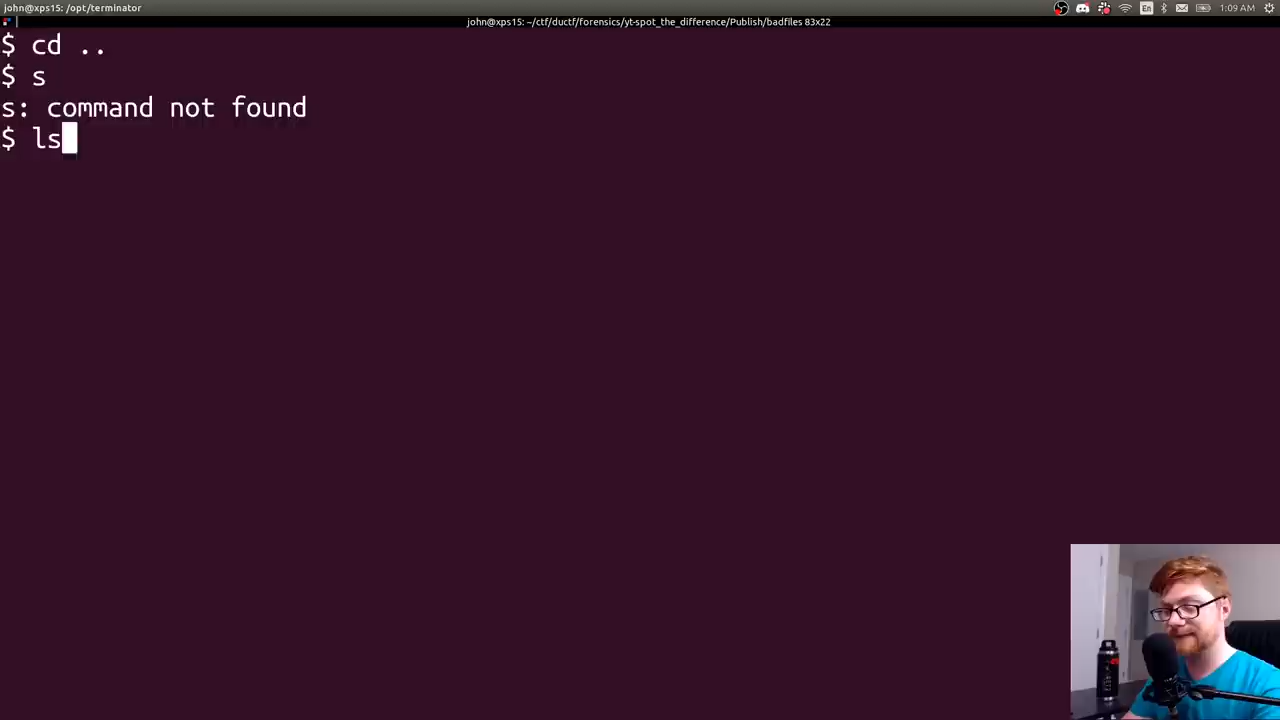 john@xps15: /opt/terminator
En
1:09 AM
john@xps15: ~/ctf/ductf/forensics/yt-spot_the_difference/Publish/badfiles 83x22
$ cd ..
$ s
s: command not found
$ ls